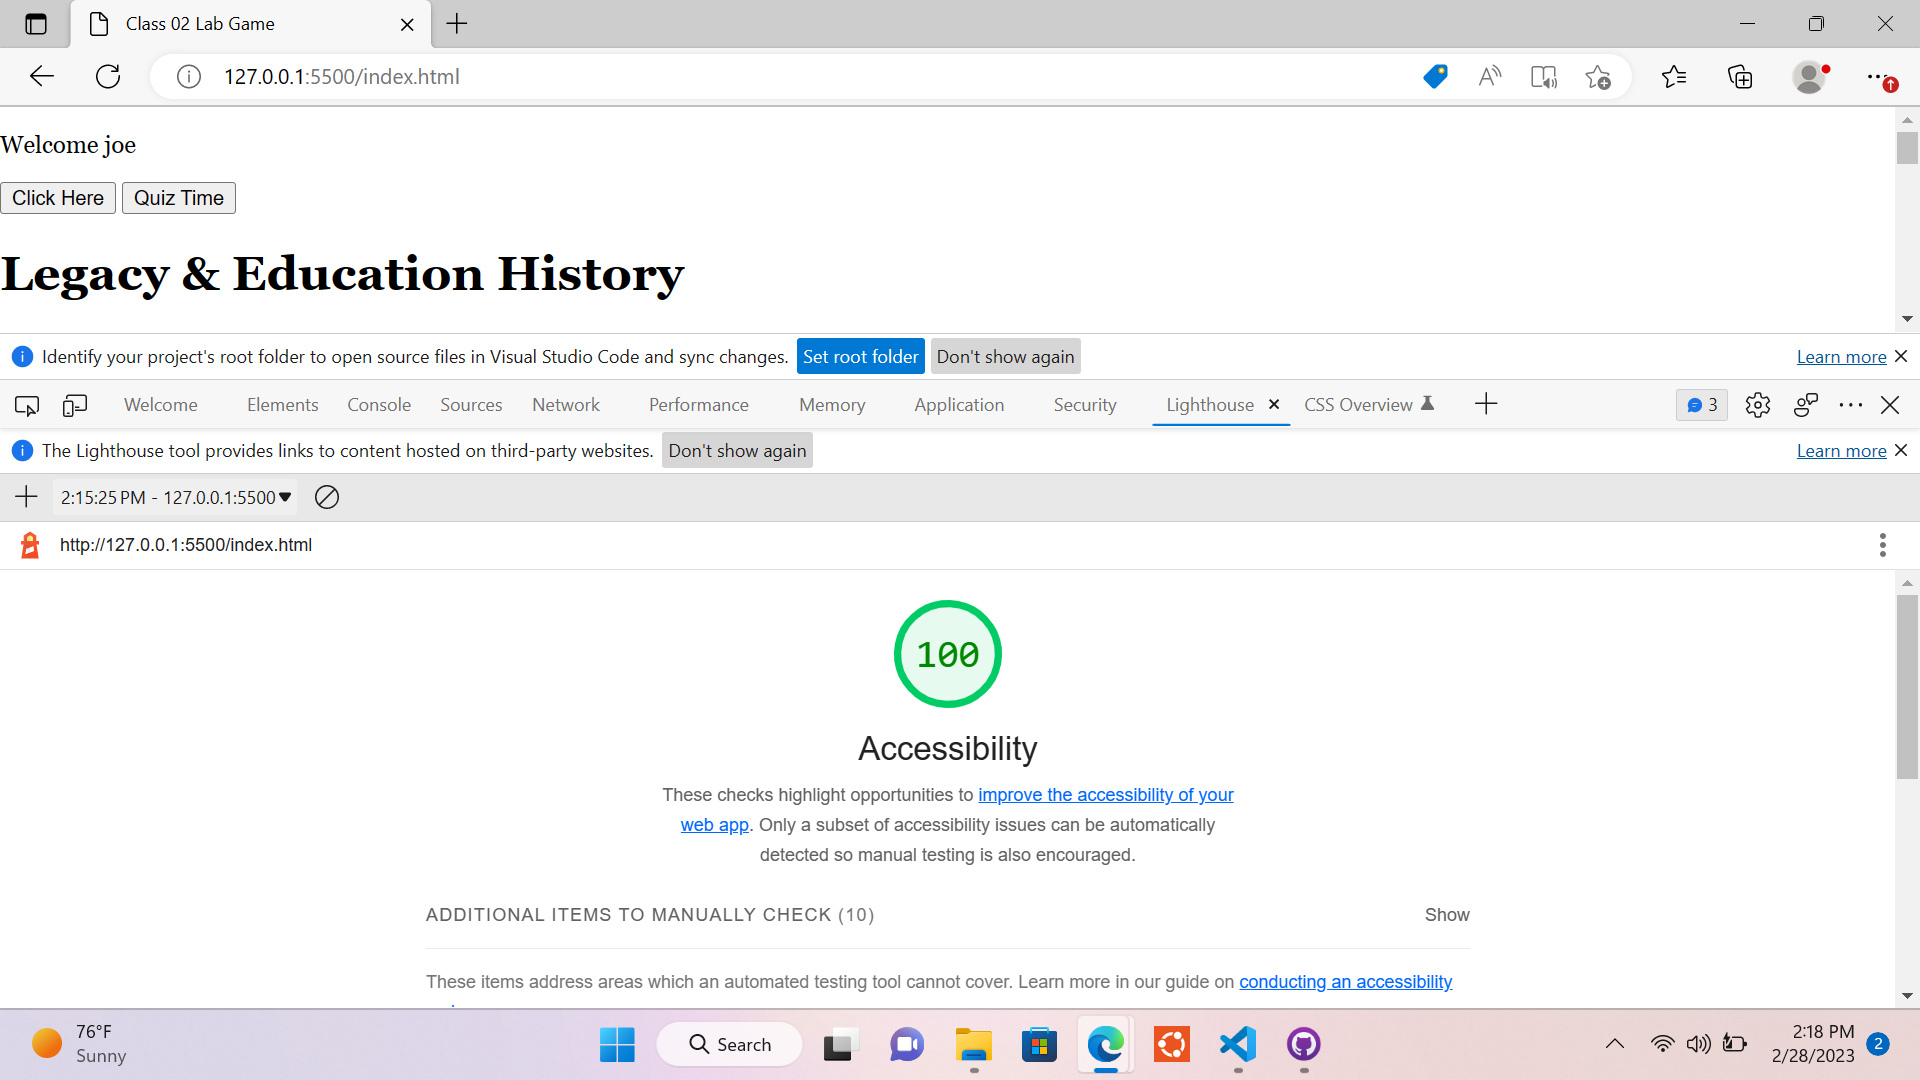 Class 02 Lab Game
127.0.0.1:5500/index.html
Welcome joe
Click Here Quiz Time
Legacy & Education History
Identify your project's root folder to open source files in Visual Studio Code and sync changes. Set root folder Don't show again Learn more
Welcome Elements Console Sources Network Performance Memory Application Security Lighthouse CSS Overview 3
The Lighthouse tool provides links to content hosted on third-party websites. Don't show again Learn more
2:15:25 PM - 127.0.0.1:5500
http://127.0.0.1:5500/index.html
100
Accessibility
These checks highlight opportunities to improve the accessibility of your
web app. Only a subset of accessibility issues can be automatically
detected so manual testing is also encouraged.
ADDITIONAL ITEMS TO MANUALLY CHECK (10) Show
These items address areas which an automated testing tool cannot cover. Learn more in our guide on conducting an accessibility
76°F
Sunny
Search
2:18 PM
2/28/2023
2